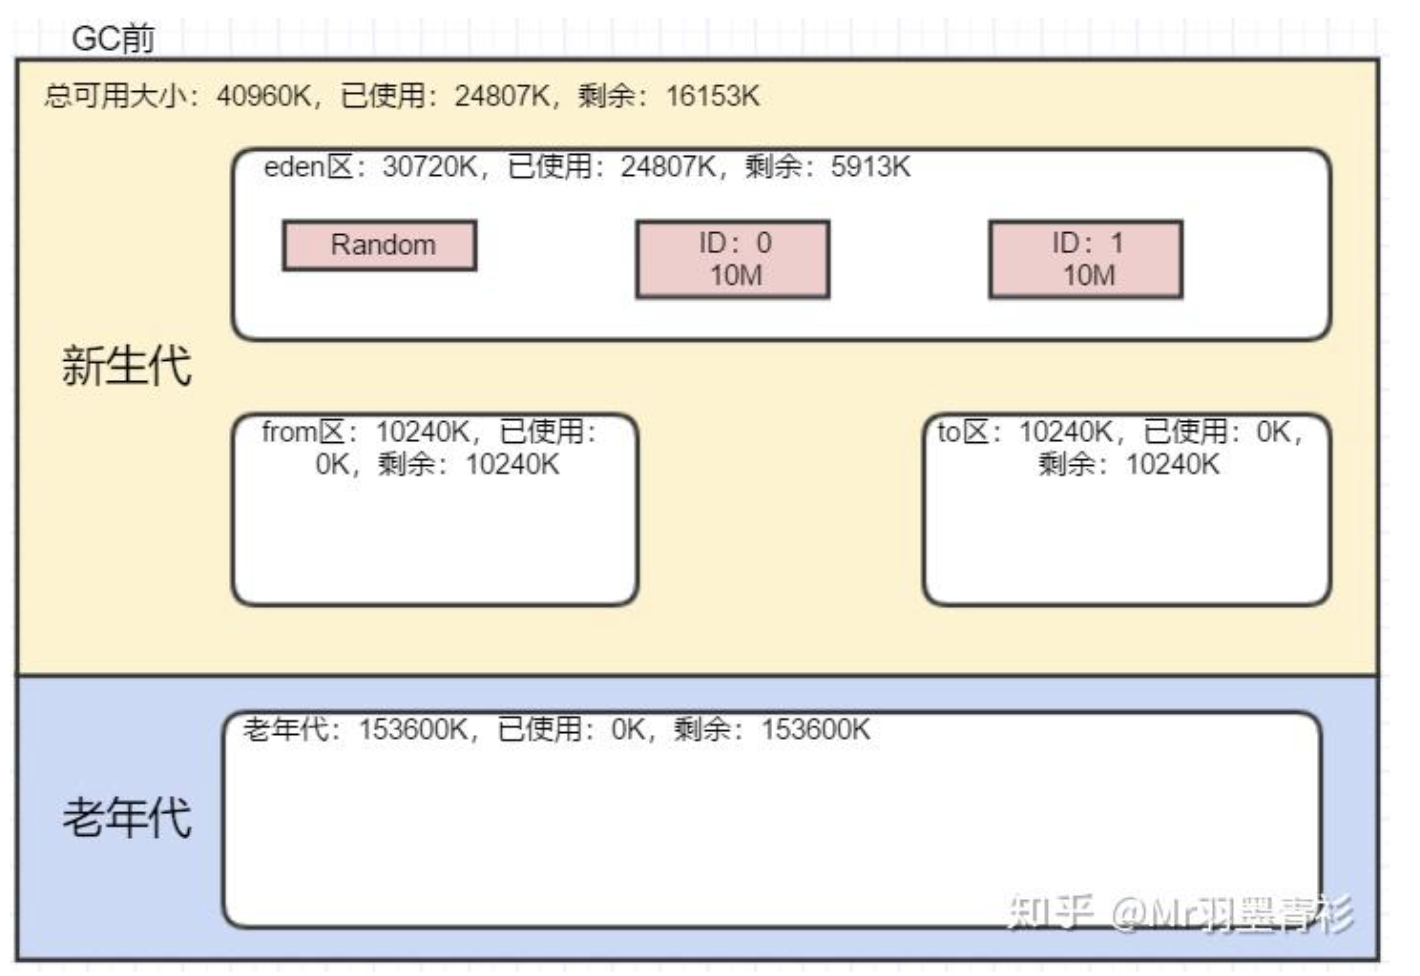 GC前
总可用大小：40960K，已使用：24807K，剩余：16153K
eden区：30720K，已使用：24807K，剩余：5913K
Random
ID：0
10M
ID：1
10M
新生代
from区：10240K，已使用：
0K，剩余：10240K
to区：10240K，已使用：0K，
剩余：10240K
老年代：153600K，已使用：0K，剩余：153600K
老年代
知乎 @Mr羽墨青衫